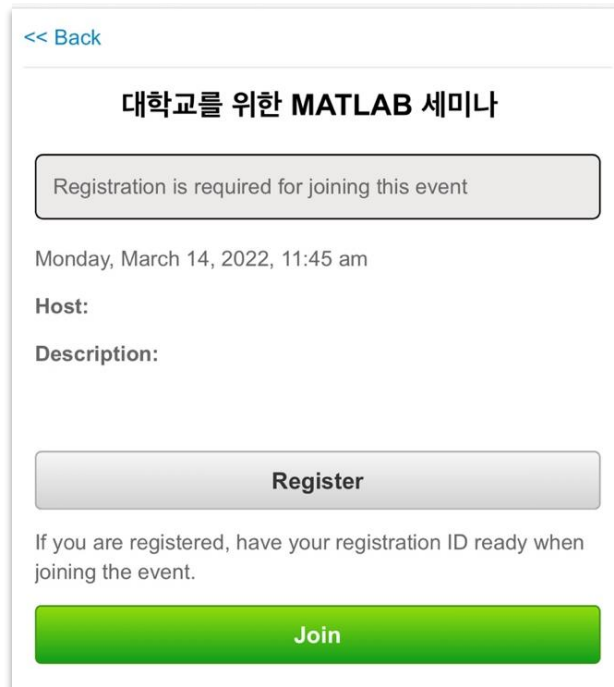 << Back
대학교를 위한 MATLAB 세미나
Registration is required for joining this event
Monday, March 14, 2022, 11:45 am
Host:
Description:
Register
If you are registered, have your registration ID ready when
joining the event.
Join